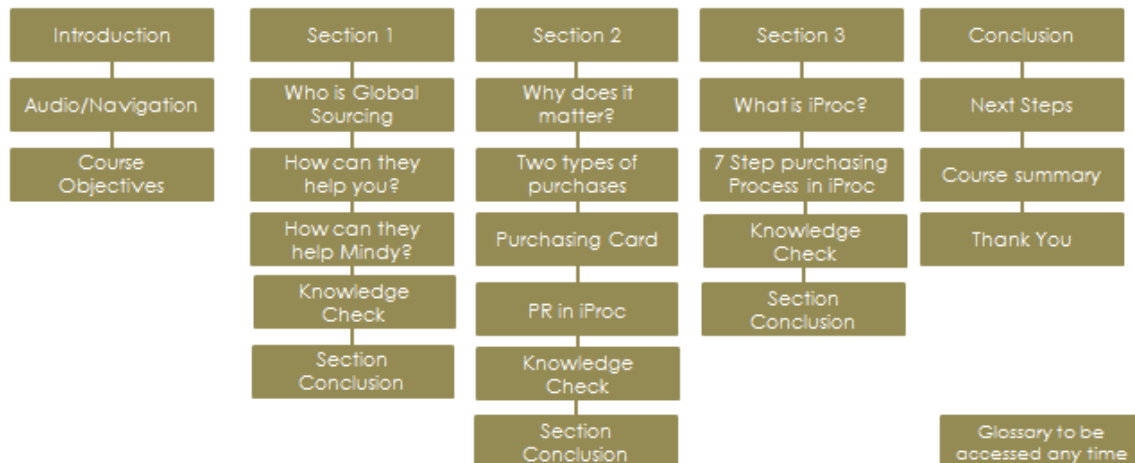 Introduction
Audio/Navigation
Course
Objectives
Section 1
Who is Global
Sourcing
How can they
help you?
How can they
help Mindy?
Knowledge
Check
Section
Conclusion
Section 2
Why does it
matter?
Two types of
purchases
Purchasing Card
PR in iProc
Knowledge
Check
Section
Conclusion
Section 3
What is iProc?
7 Step purchasing
Process in iProc
Knowledge
Check
Section
Conclusion
Conclusion
Next Steps
Course summary
Thank You
Glossary to be
accessed any time